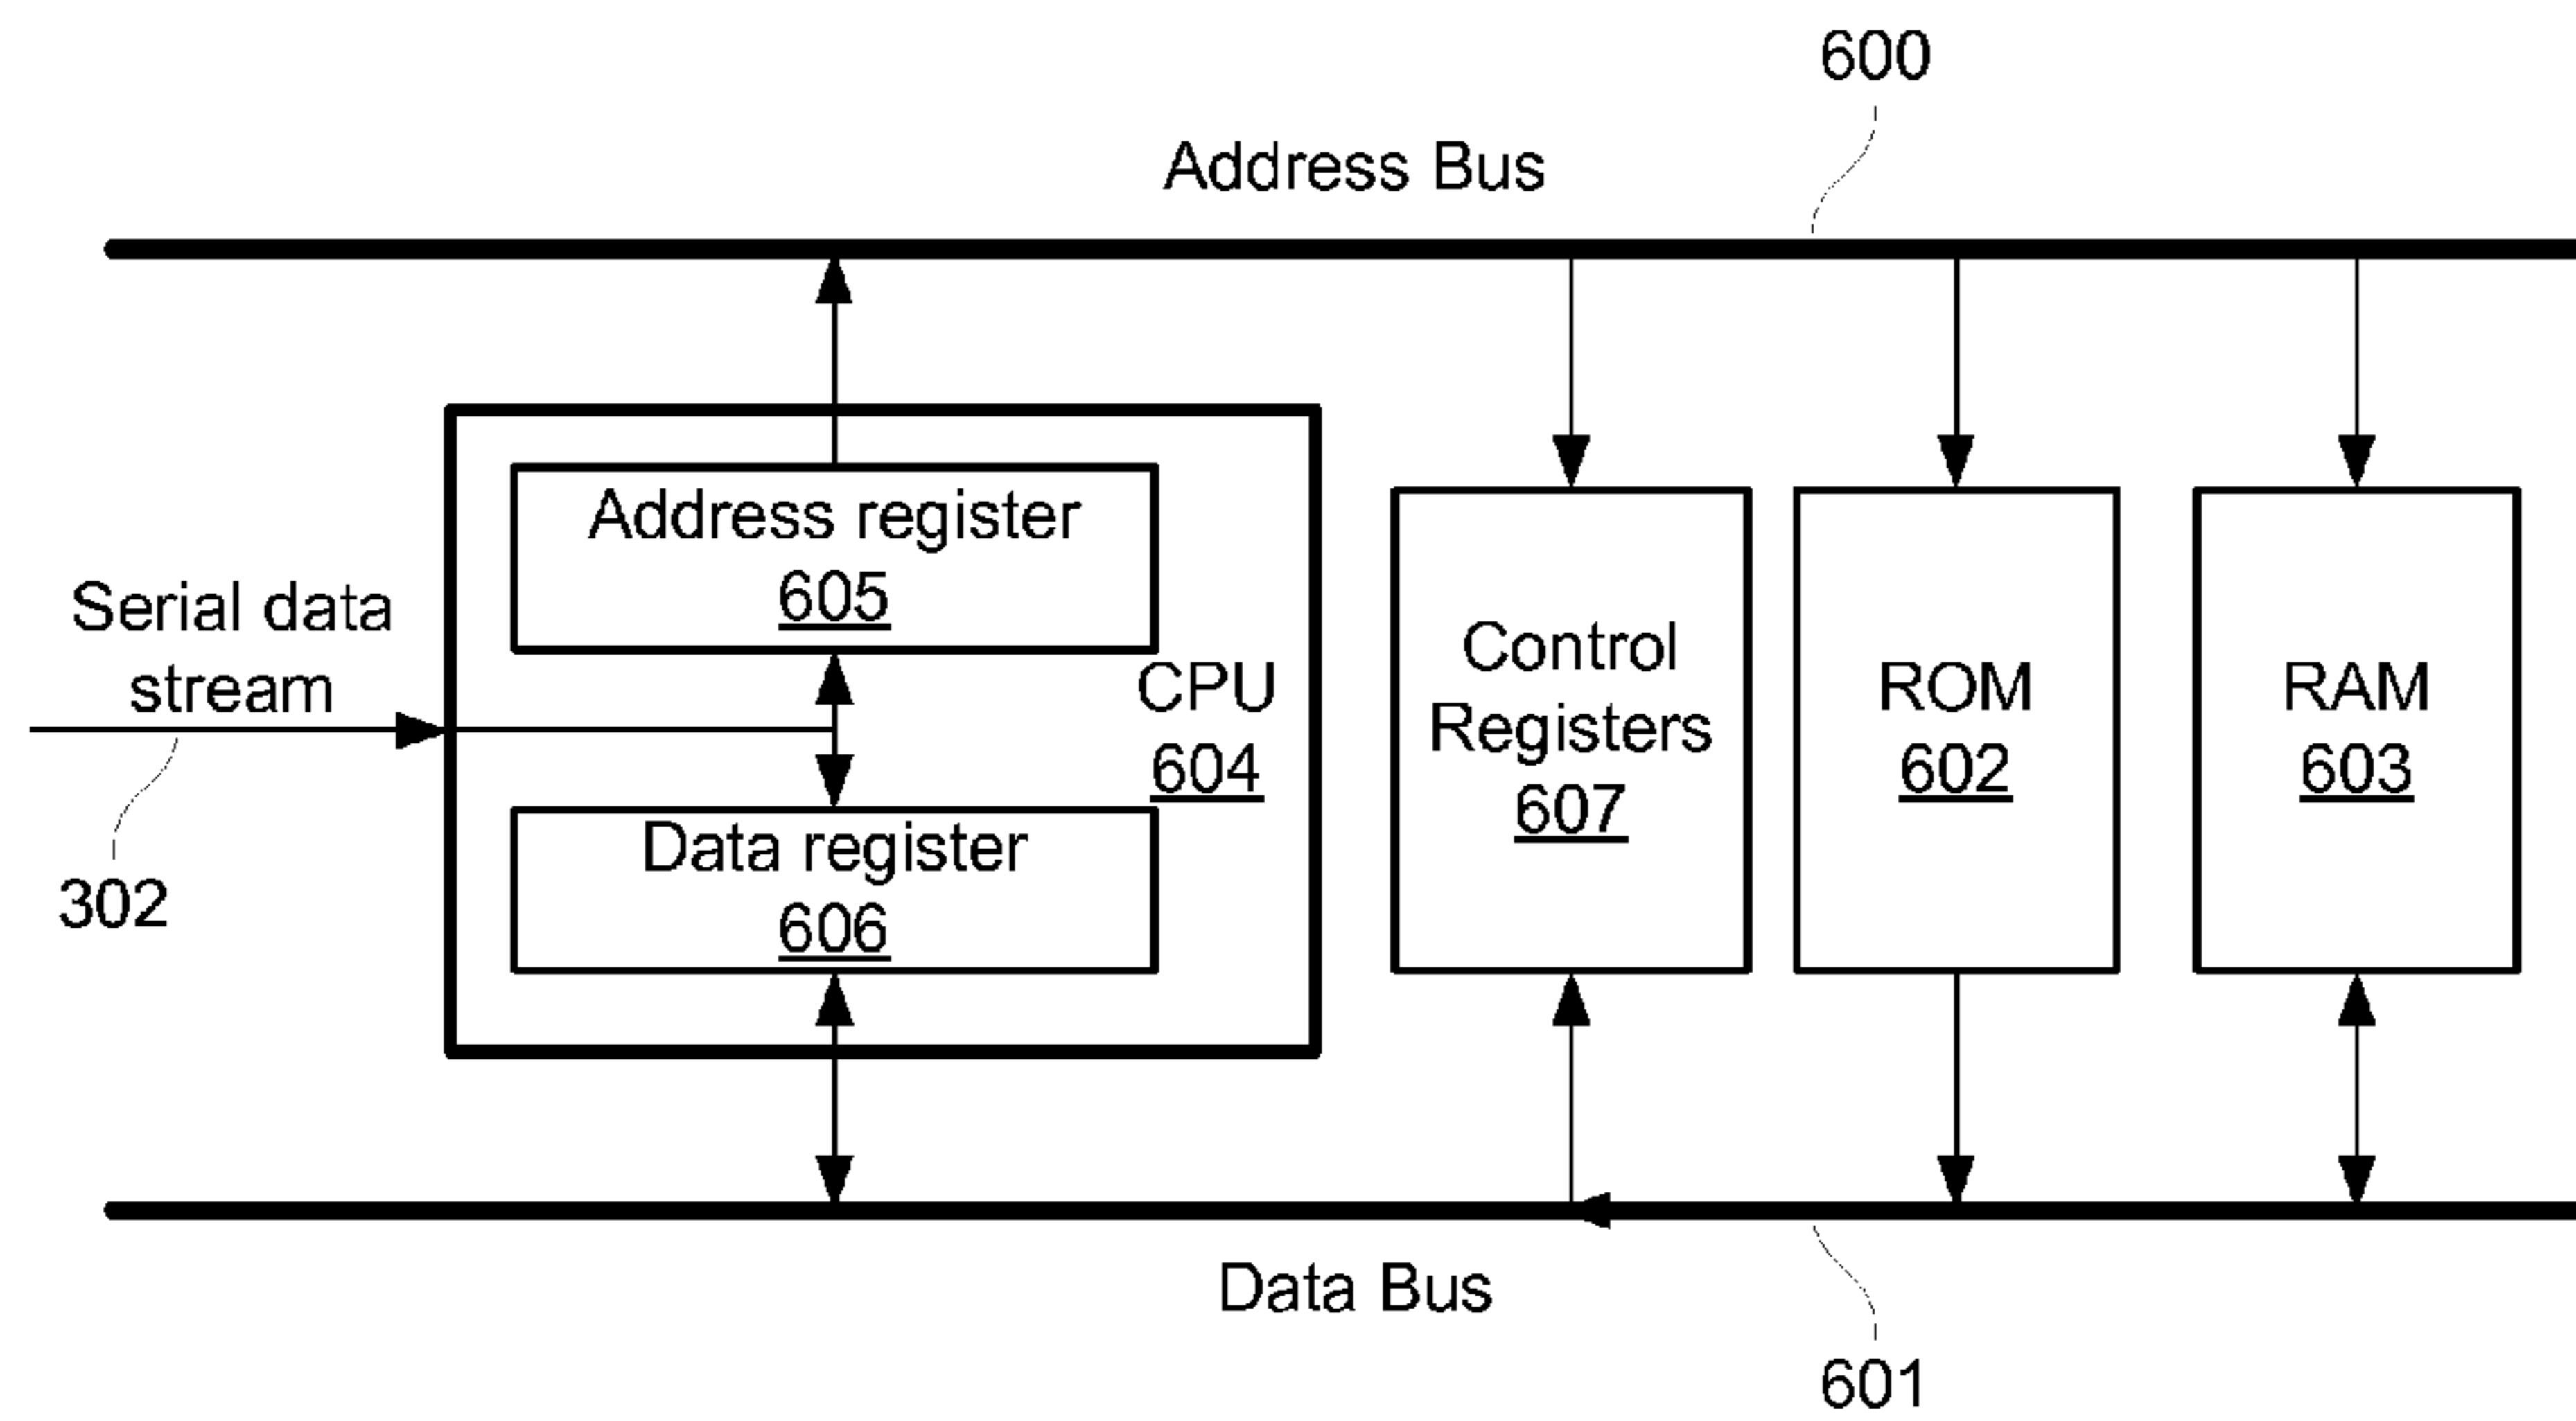 600
Address Bus
Address register
605
Serial data
stream
302
CPU
604
Data register
606
Control
Registers
607
ROM
602
RAM
603
Data Bus
601